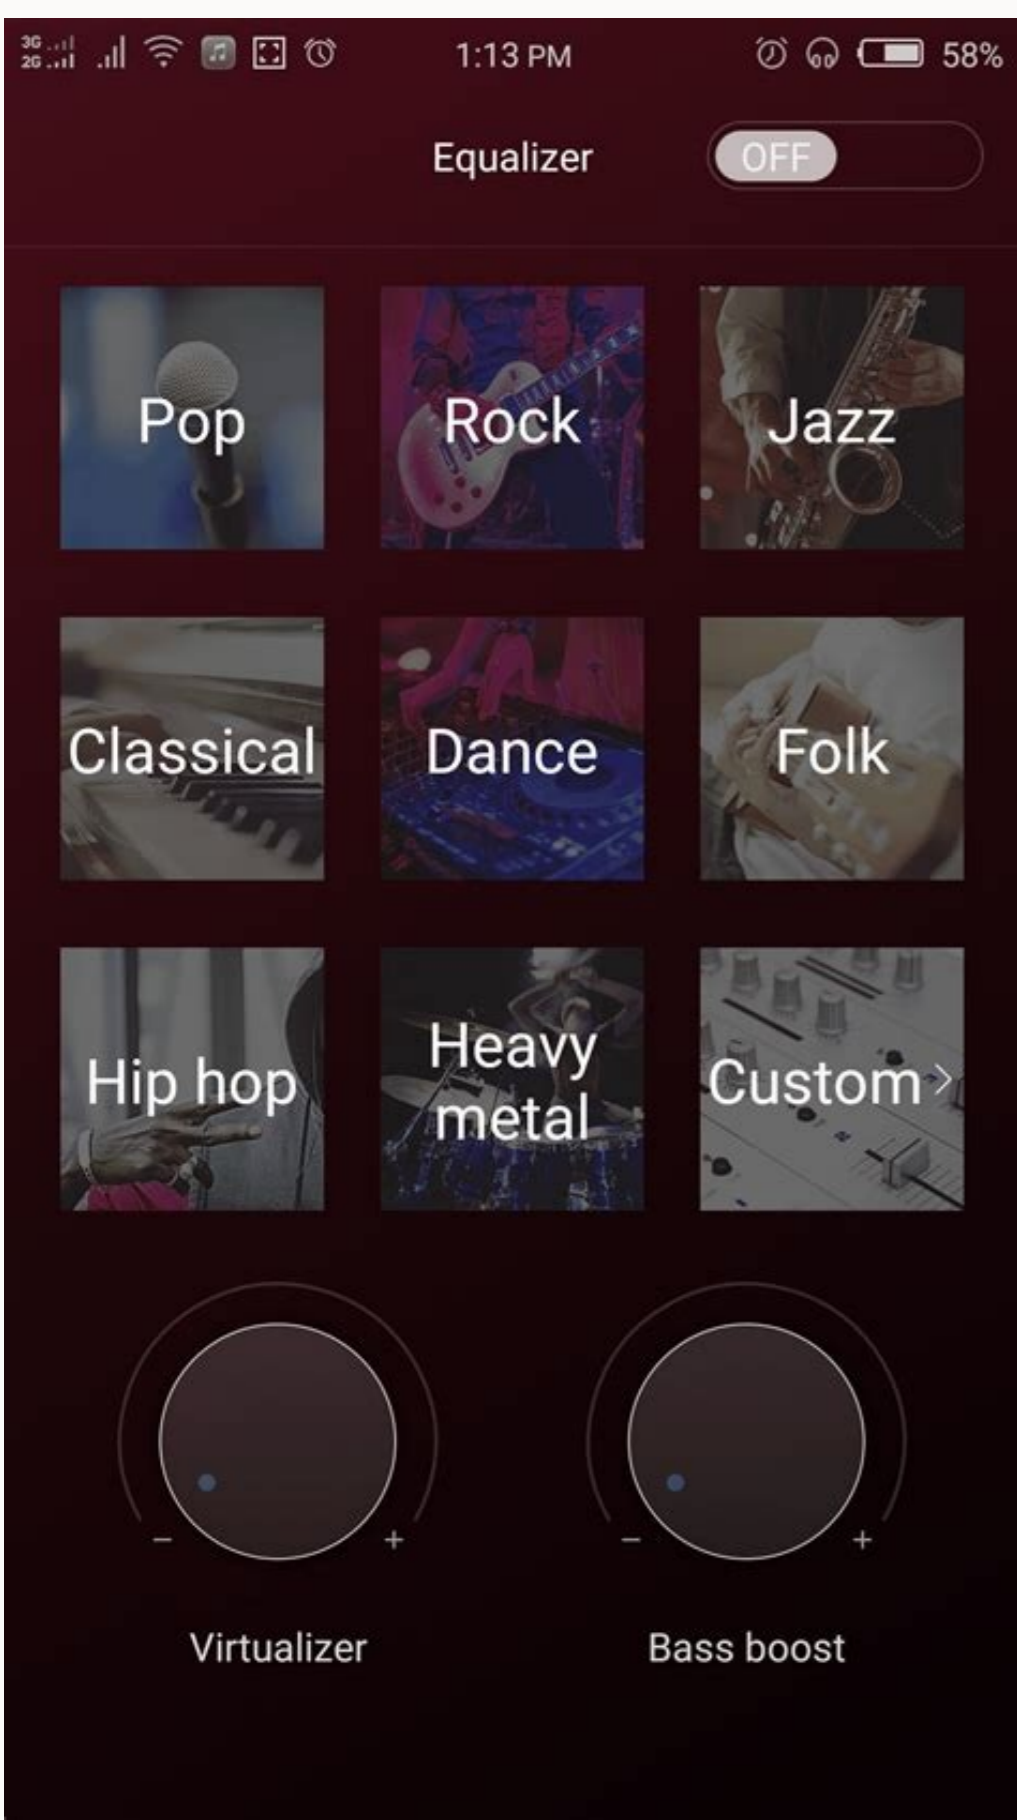 3G
2G
1:13 PM
58%
Equalizer
OFF
Pop
Rock
Jazz
Classical
Dance
Folk
Hip hop
Heavy
metal
Custom
− +
− +
Virtualizer
Bass boost